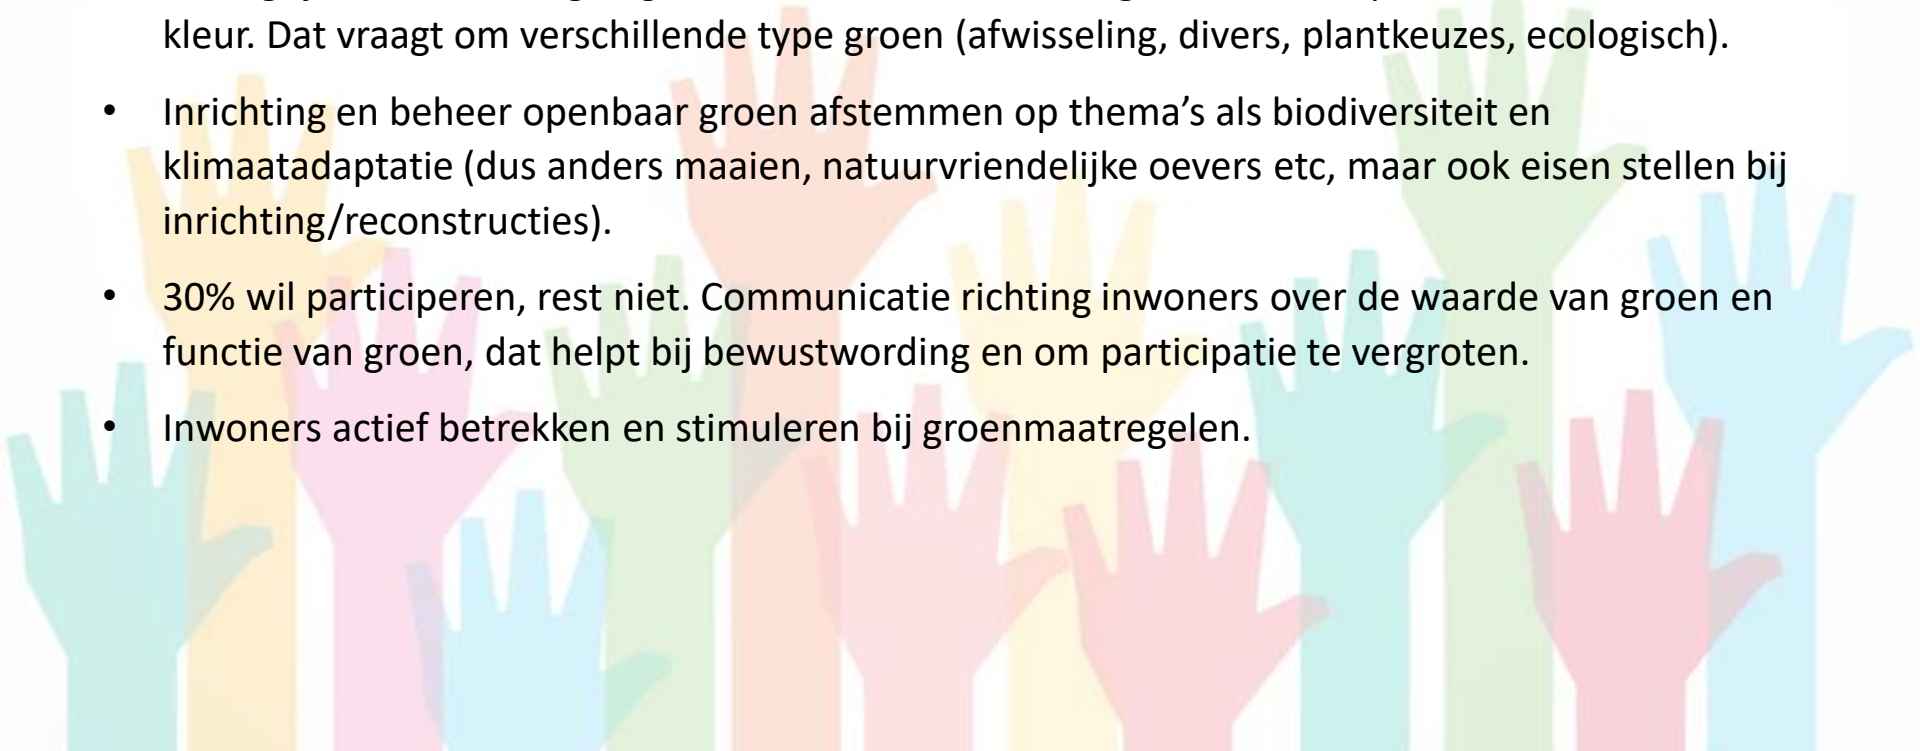 kleur. Dat vraagt om verschillende type groen (afwisseling, divers, plantkeuzes, ecologisch).
• Inrichting en beheer openbaar groen afstemmen op thema’s als biodiversiteit en
klimaatadaptatie (dus anders maaien, natuurvriendelijke oevers etc, maar ook eisen stellen bij
inrichting/reconstructies).
• 30% wil participeren, rest niet. Communicatie richting inwoners over de waarde van groen en
functie van groen, dat helpt bij bewustwording en om participatie te vergroten.
• Inwoners actief betrekken en stimuleren bij groenmaatregelen.